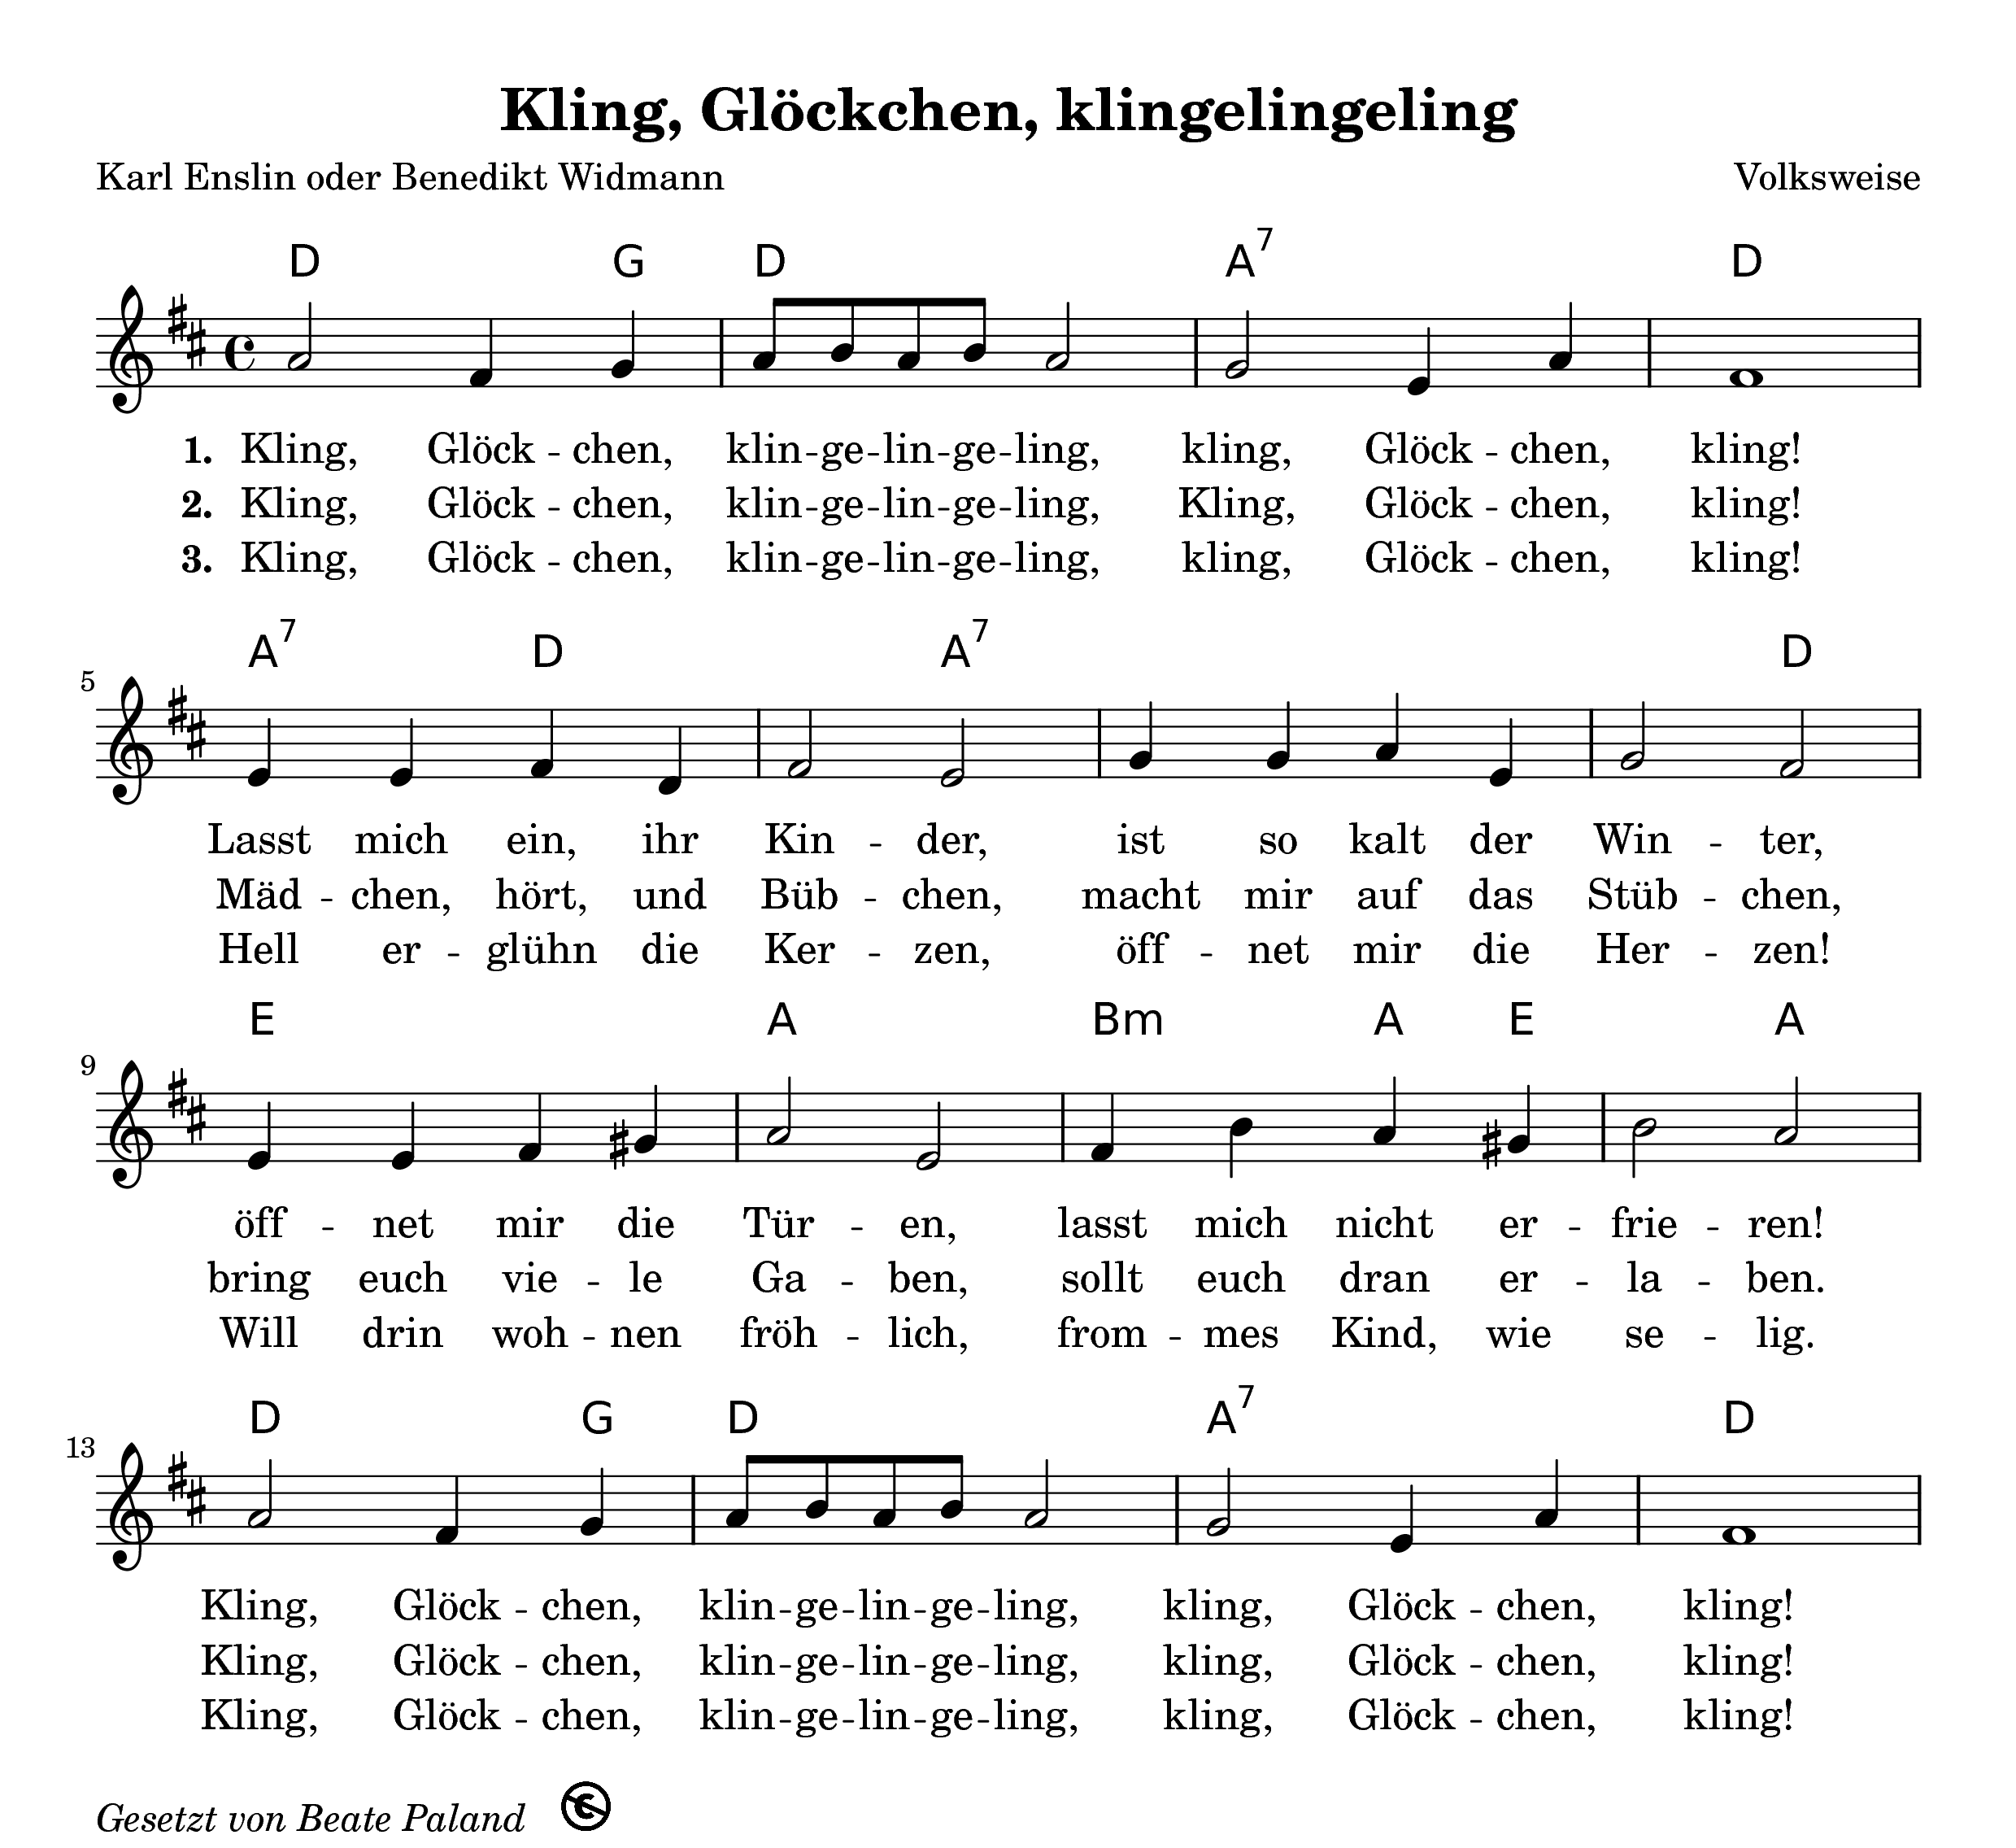 Kling, Glöckchen, klingelingeling
Karl Enslin oder Benedikt Widmann Volksweise
D G D A7 D
1. Kling, Glöck - chen, klin - ge - lin - ge - ling, kling, Glöck - chen, kling!
2. Kling, Glöck - chen, klin - ge - lin - ge - ling, Kling, Glöck - chen, kling!
3. Kling, Glöck - chen, klin - ge - lin - ge - ling, kling, Glöck - chen, kling!
A7 D A7 D
5
Lasst mich ein, ihr Kin - der, ist so kalt der Win - ter,
Mäd - chen, hört, und Büb - chen, macht mir auf das Stüb - chen,
Hell er - glühn die Ker - zen, öff - net mir die Her - zen!
E A Bm A E A
9
öff - net mir die Tür - en, lasst mich nicht er - frie - ren!
bring euch vie - le Ga - ben, sollt euch dran er - la - ben.
Will drin woh - nen fröh - lich, from - mes Kind, wie se - lig.
D G D A7 D
13
Kling, Glöck - chen, klin - ge - lin - ge - ling, kling, Glöck - chen, kling!
Kling, Glöck - chen, klin - ge - lin - ge - ling, kling, Glöck - chen, kling!
Kling, Glöck - chen, klin - ge - lin - ge - ling, kling, Glöck - chen, kling!
Gesetzt von Beate Paland